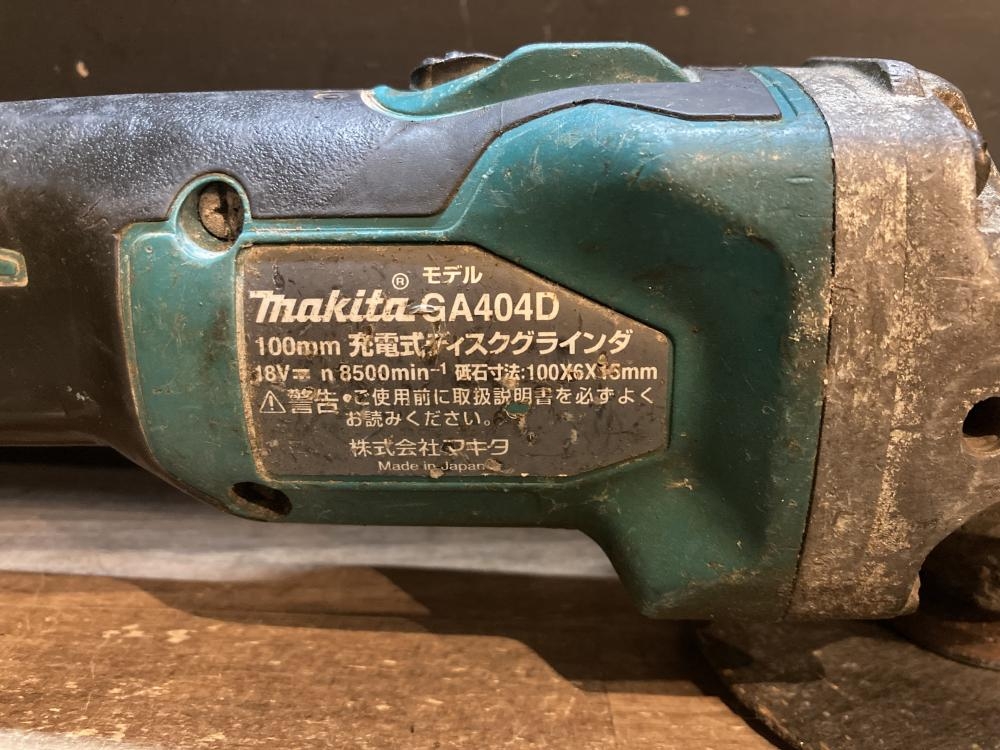 モデル
makita® GA404D
100mm 充電式ディスクグラインダ
18V⎓ n 8500min⁻¹ 砥石寸法:100X6X15mm
⚠警告 •ご使用前に取扱説明書を必ずよく
お読みください。
株式会社マキタ
Made in Japan